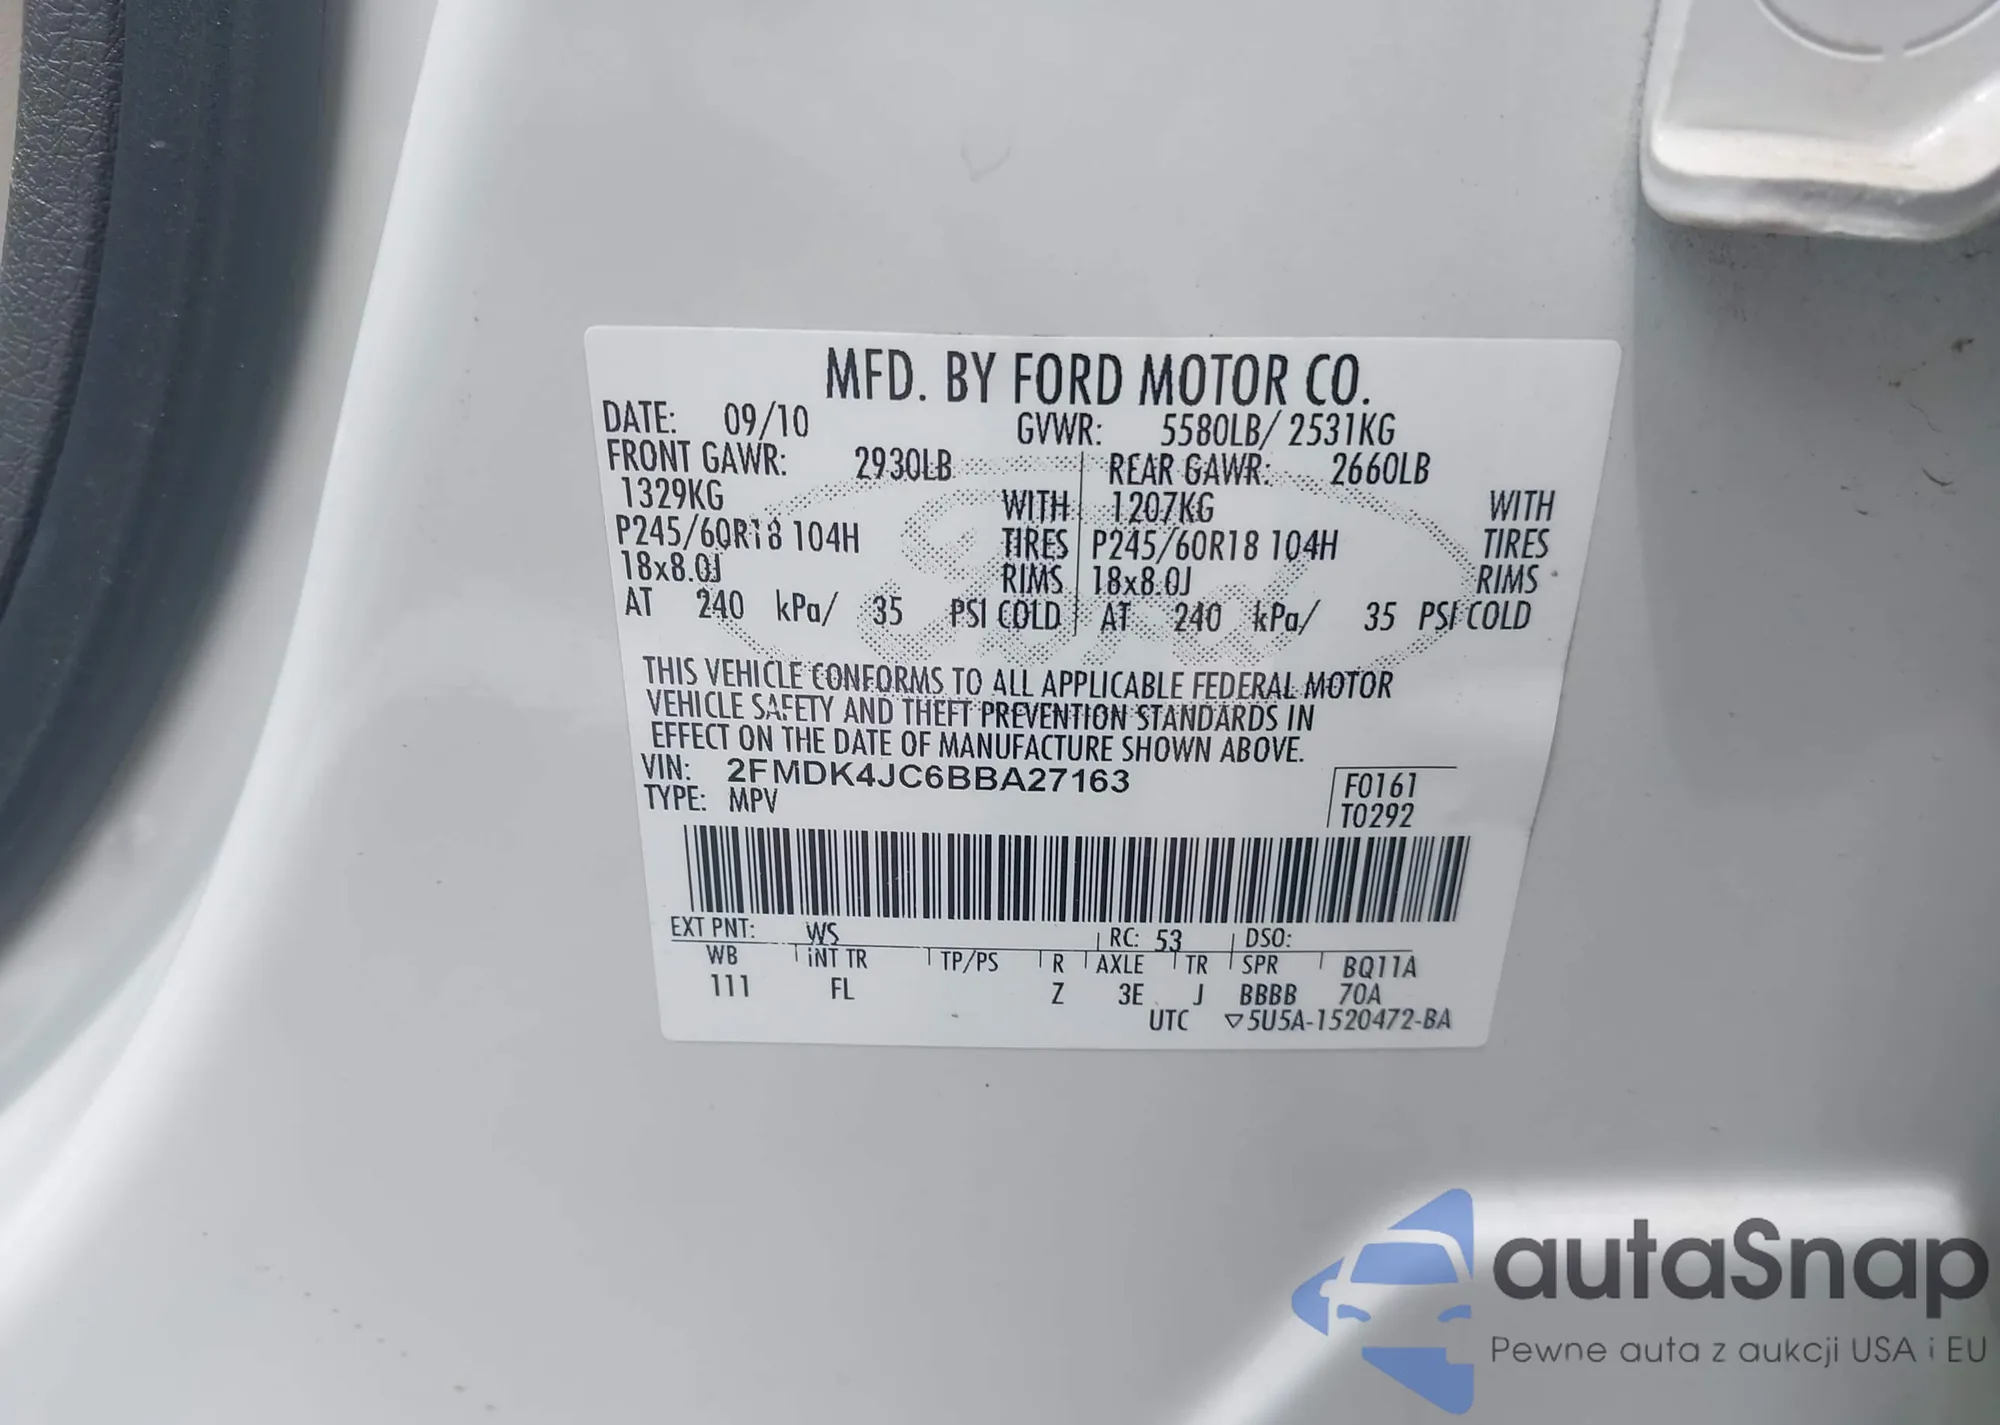 MFD. BY FORD MOTOR CO.
DATE: 09/10 GVWR: 5580LB/ 2531KG
FRONT GAWR: 2930LB REAR GAWR: 2660LB
1329KG WITH 1207KG WITH
P245/60R18 104H TIRES P245/60R18 104H TIRES
18x8.0J RIMS 18x8.0J RIMS
AT 240 kPa/ 35 PSI COLD AT 240 kPa/ 35 PSI COLD
THIS VEHICLE CONFORMS TO ALL APPLICABLE FEDERAL MOTOR
VEHICLE SAFETY AND THEFT PREVENTION STANDARDS IN
EFFECT ON THE DATE OF MANUFACTURE SHOWN ABOVE.
VIN: 2FMDK4JC6BBA27163 F0161
TYPE: MPV T0292
EXT PNT: WS RC: 53 DSO:
WB INT TR TP/PS R AXLE TR SPR BQ11A
111 FL Z 3E J BBBB 70A
UTC ▽5U5A-1520472-BA
autaSnap
Pewne auta z aukcji USA i EU